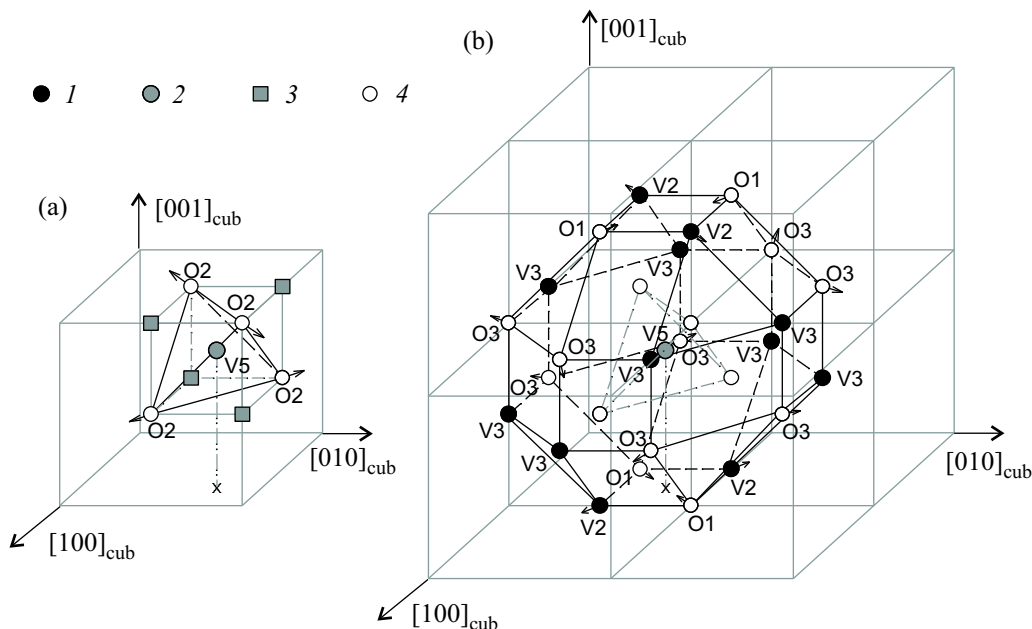 (b)
[001]cub
1 2 3 4
(a)
[001]cub
V2
O1
O1
V2
O3
V3
V3
O3
O2
O2
V5
O2
O2
x
O3
O3
V5
O3
V3
V3
V3
O3
V3
V3
O3
V3
O3
O1
x
V2
V2
O1
[010]cub
[100]cub
[010]cub
[100]cub